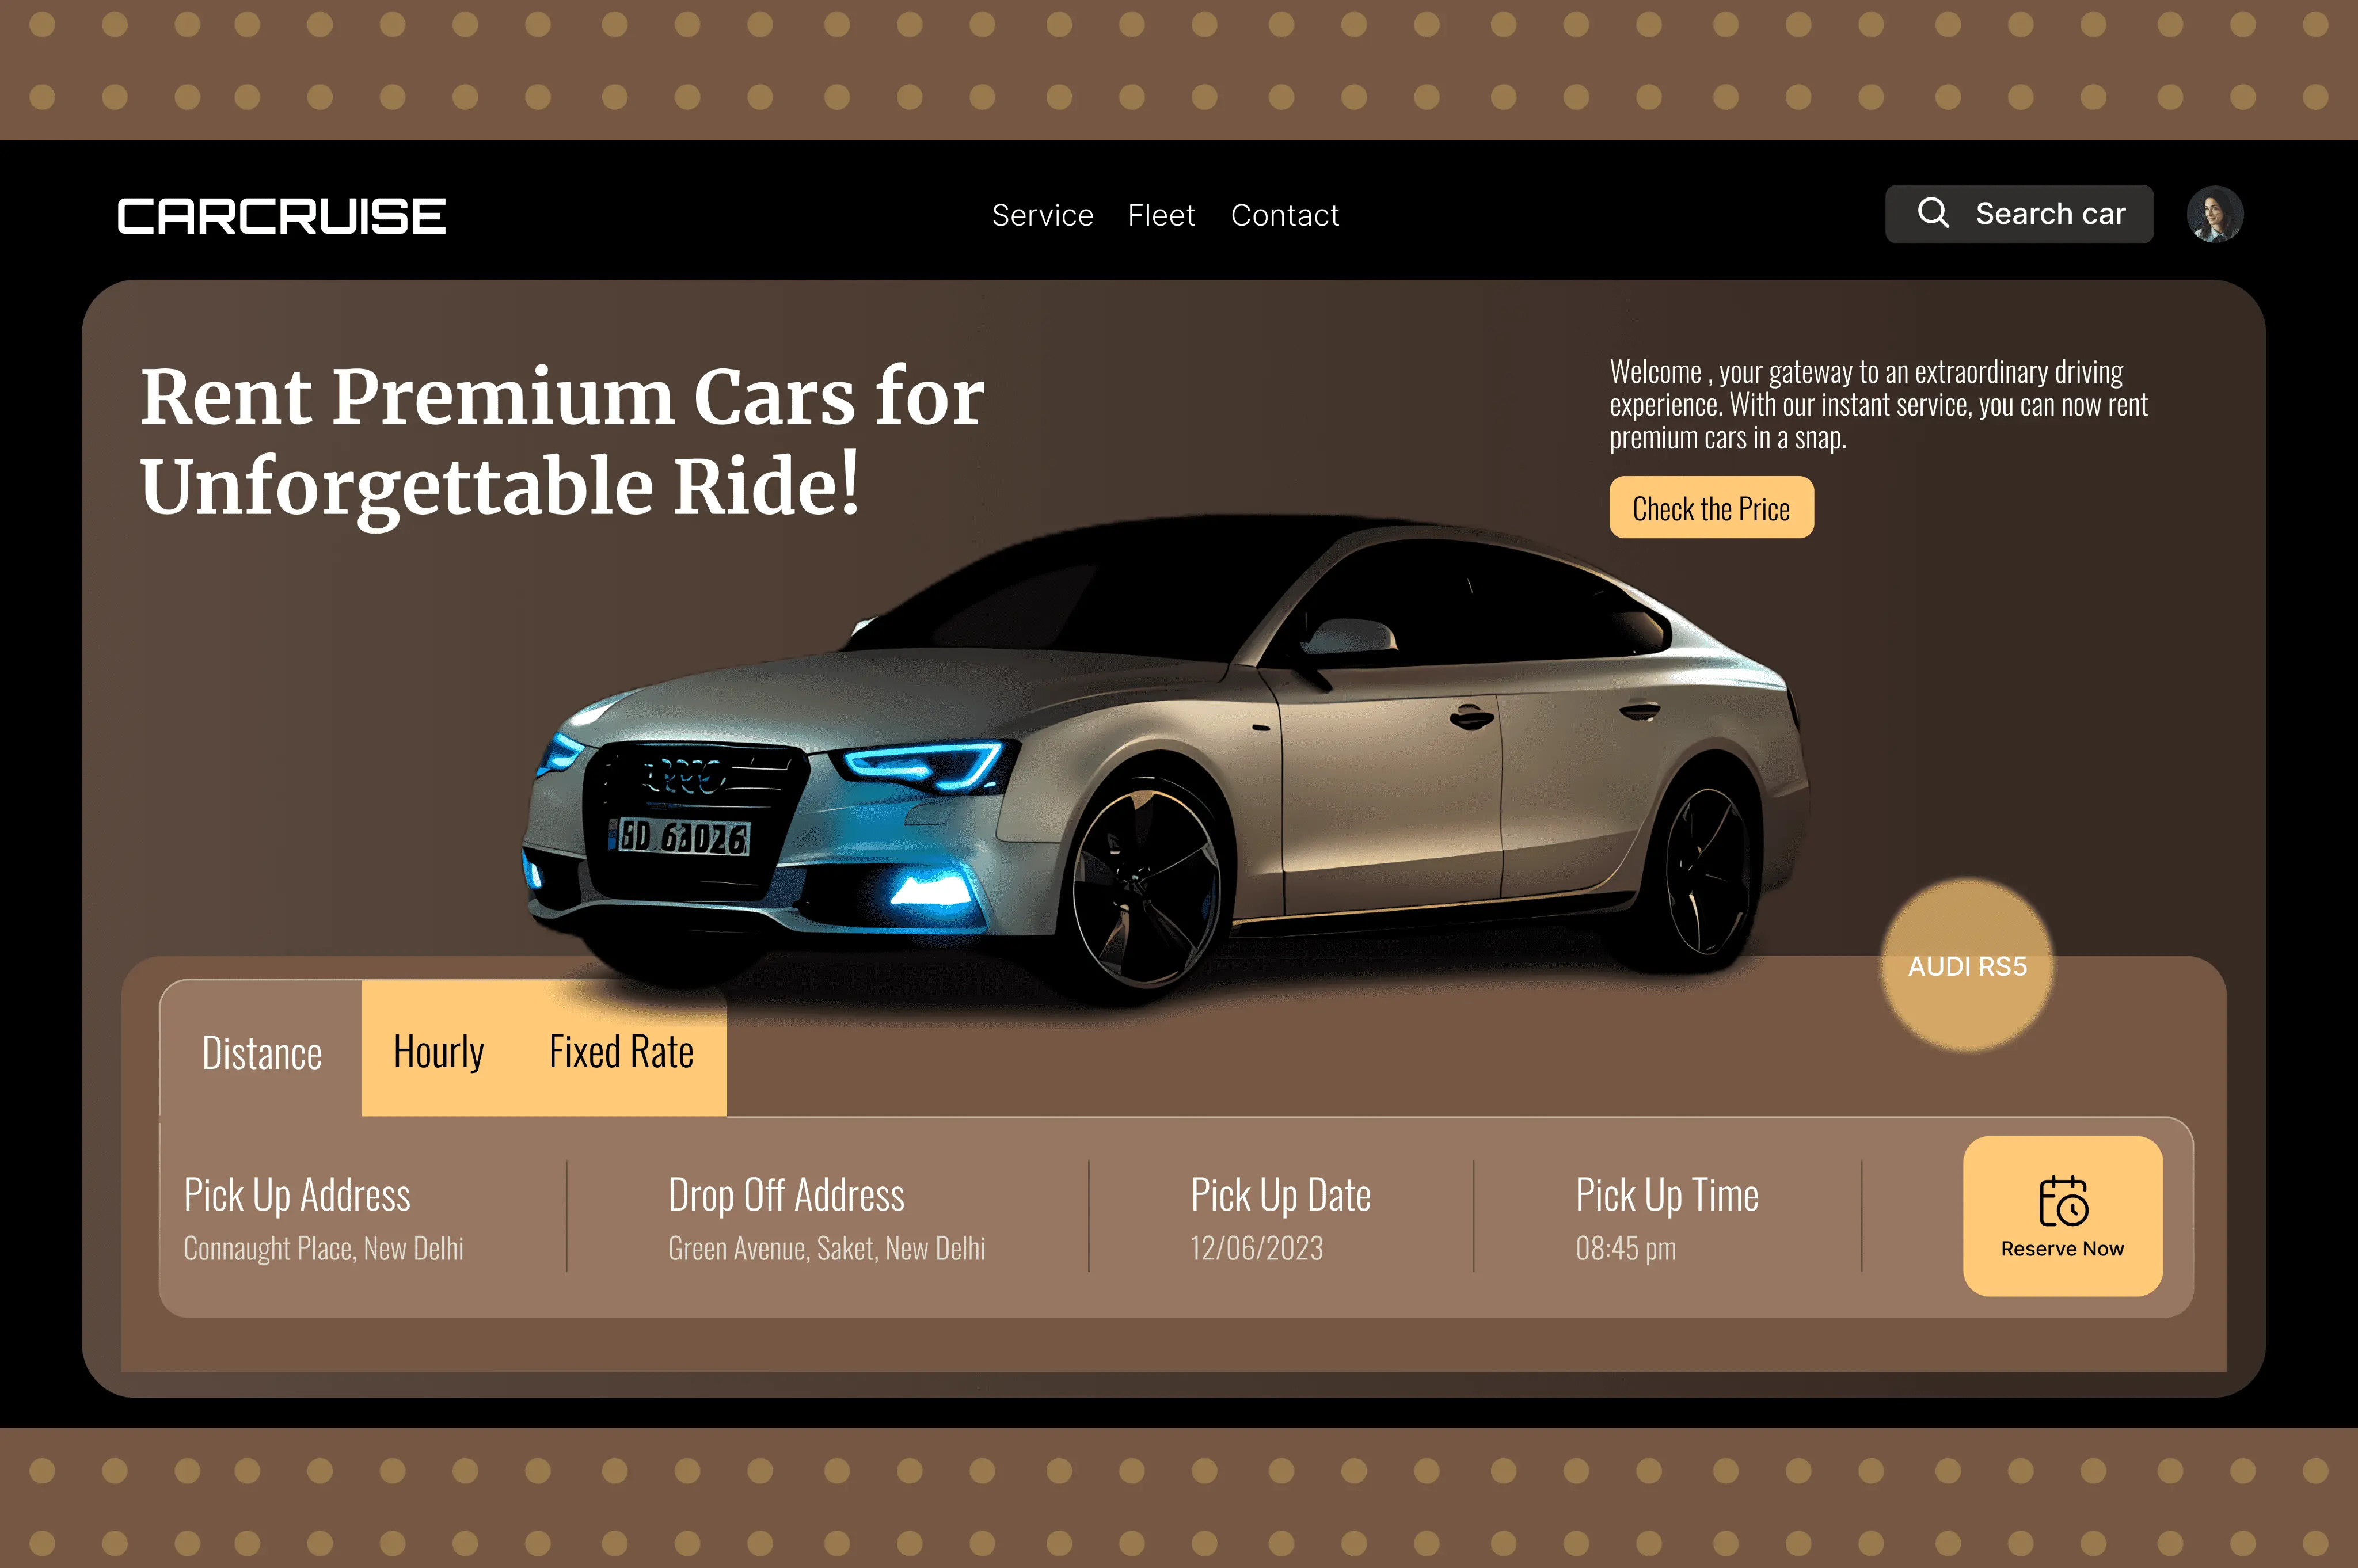 CARCRUISE
Service Fleet Contact
Search car
Rent Premium Cars for
Unforgettable Ride!
Welcome , your gateway to an extraordinary driving
experience. With our instant service, you can now rent
premium cars in a snap.
Check the Price
63026
AUDI RS5
Distance
Hourly
Fixed Rate
Pick Up Address
Connaught Place, New Delhi
Drop Off Address
Green Avenue, Saket, New Delhi
Pick Up Date
12/06/2023
Pick Up Time
08:45 pm
Reserve Now